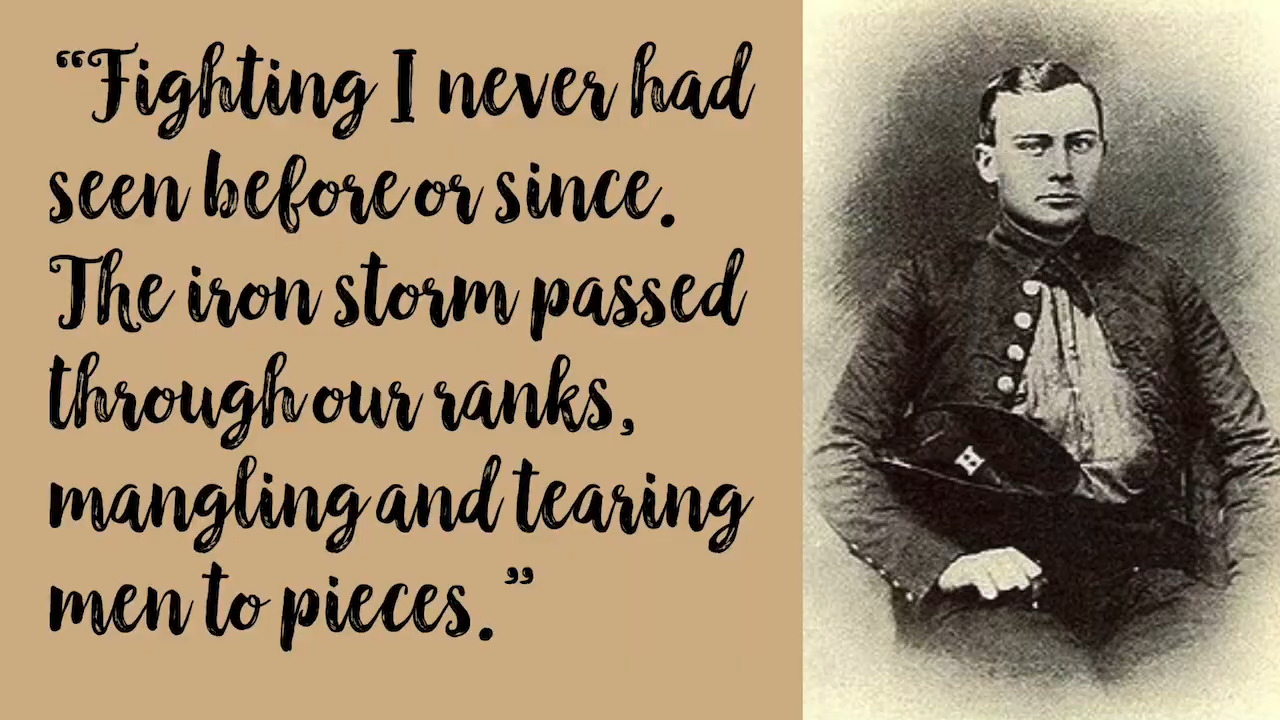 “Fighting I never had
seen before or since.
The iron storm passed
through our ranks,
mangling and tearing
men to pieces.”
H